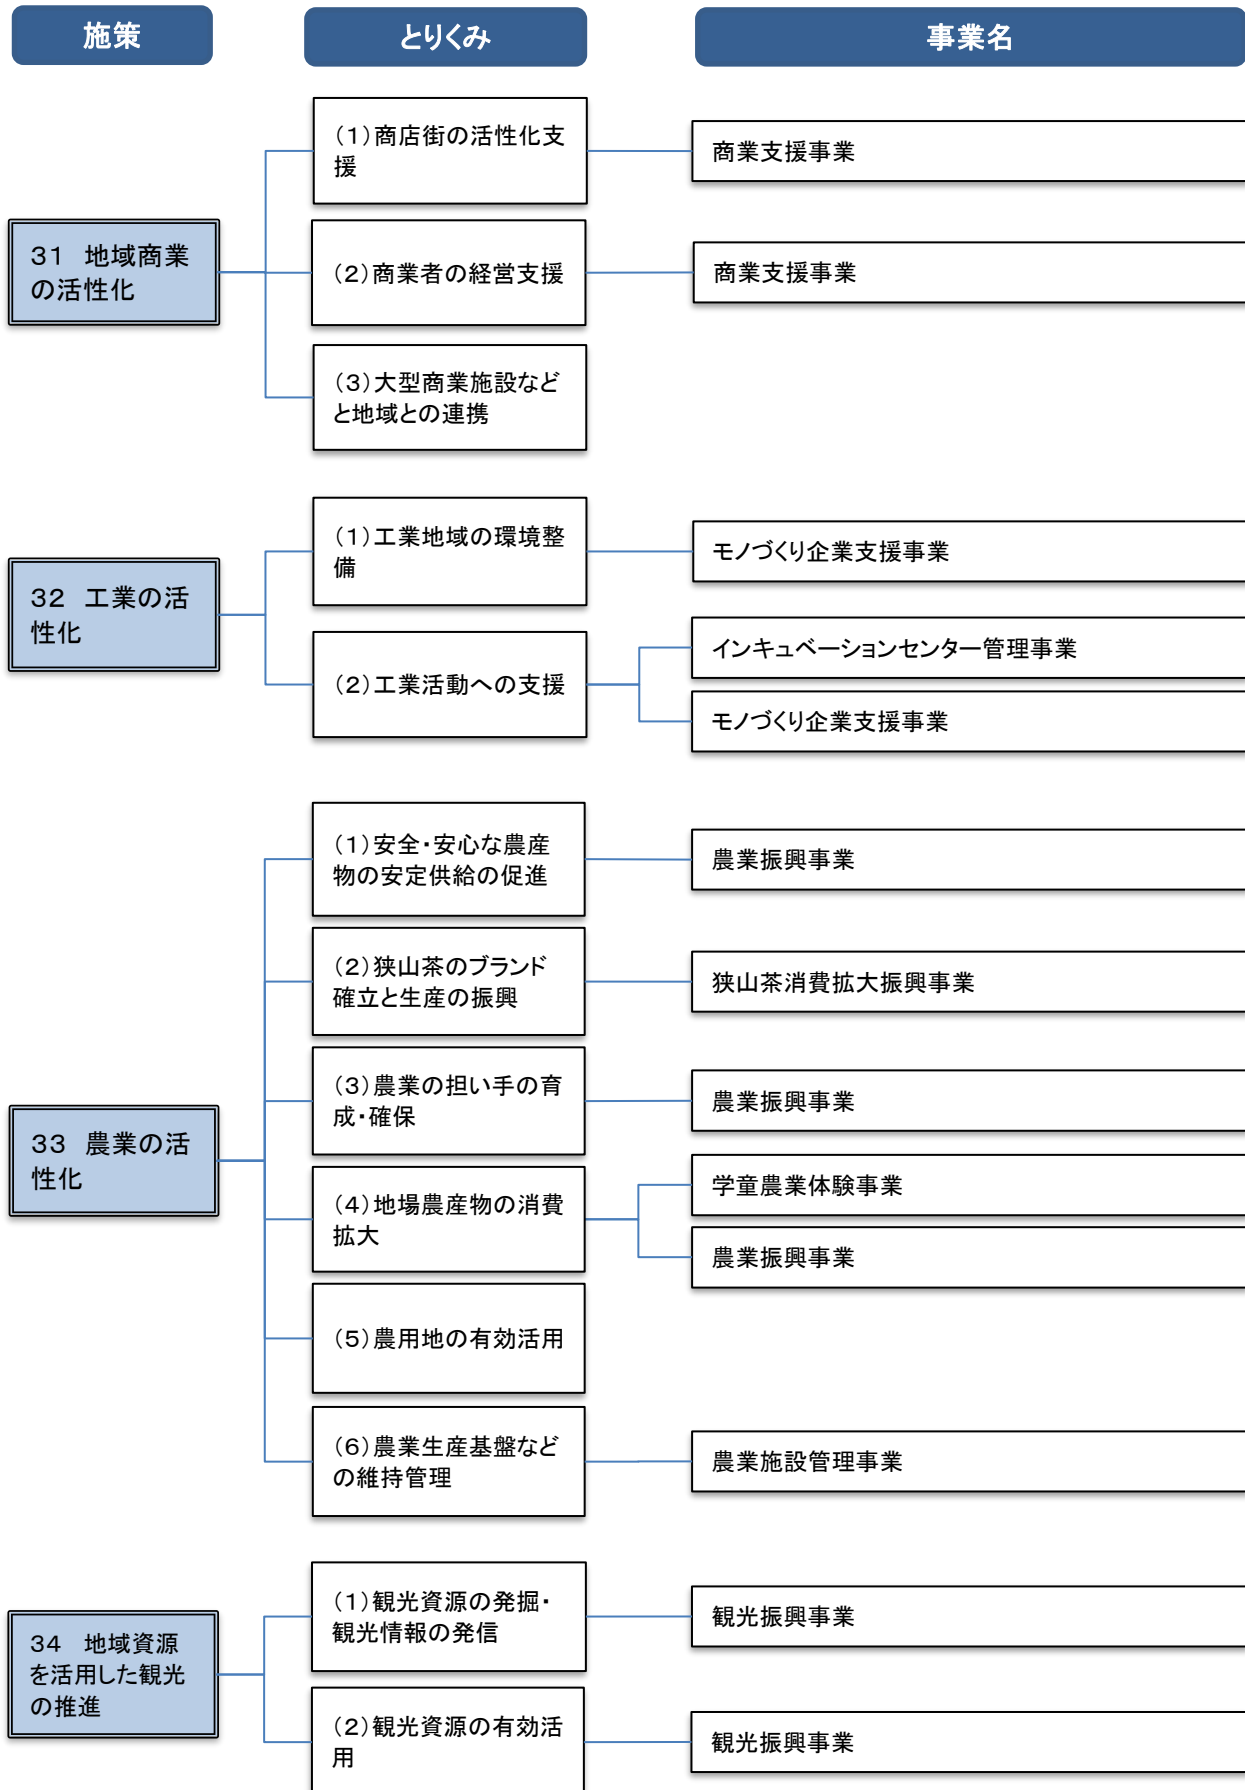 施策
とりくみ
事業名
31　地域商業
の活性化
（1）商店街の活性化支
援
商業支援事業
（2）商業者の経営支援
商業支援事業
（3）大型商業施設など
と地域との連携
32　工業の活
性化
（1）工業地域の環境整
備
モノづくり企業支援事業
（2）工業活動への支援
インキュベーションセンター管理事業
モノづくり企業支援事業
33　農業の活
性化
（1）安全・安心な農産
物の安定供給の促進
農業振興事業
（2）狭山茶のブランド
確立と生産の振興
狭山茶消費拡大振興事業
（3）農業の担い手の育
成・確保
農業振興事業
（4）地場農産物の消費
拡大
学童農業体験事業
農業振興事業
（5）農用地の有効活用
（6）農業生産基盤など
の維持管理
農業施設管理事業
34　地域資源
を活用した観光
の推進
（1）観光資源の発掘・
観光情報の発信
観光振興事業
（2）観光資源の有効活
用
観光振興事業